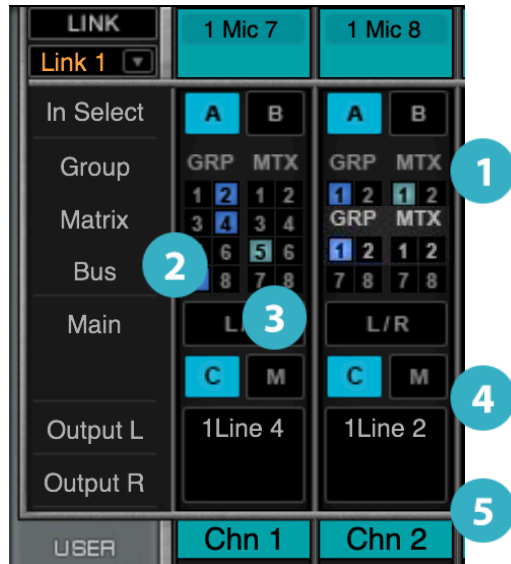 LINK 1 Mic 7 1 Mic 8
Link 1
In Select A B A B
Group GRP MTX GRP MTX 1
1 2 1 2 1 2 1 2
Matrix 3 4 3 4 GRP MTX
Bus 2 6 5 6 1 2 1 2
8 7 8 7 8 7 8
Main L/ 3 L/R
C M C M
4
Output L 1Line 4 1Line 2
Output R
5
USER Chn 1 Chn 2